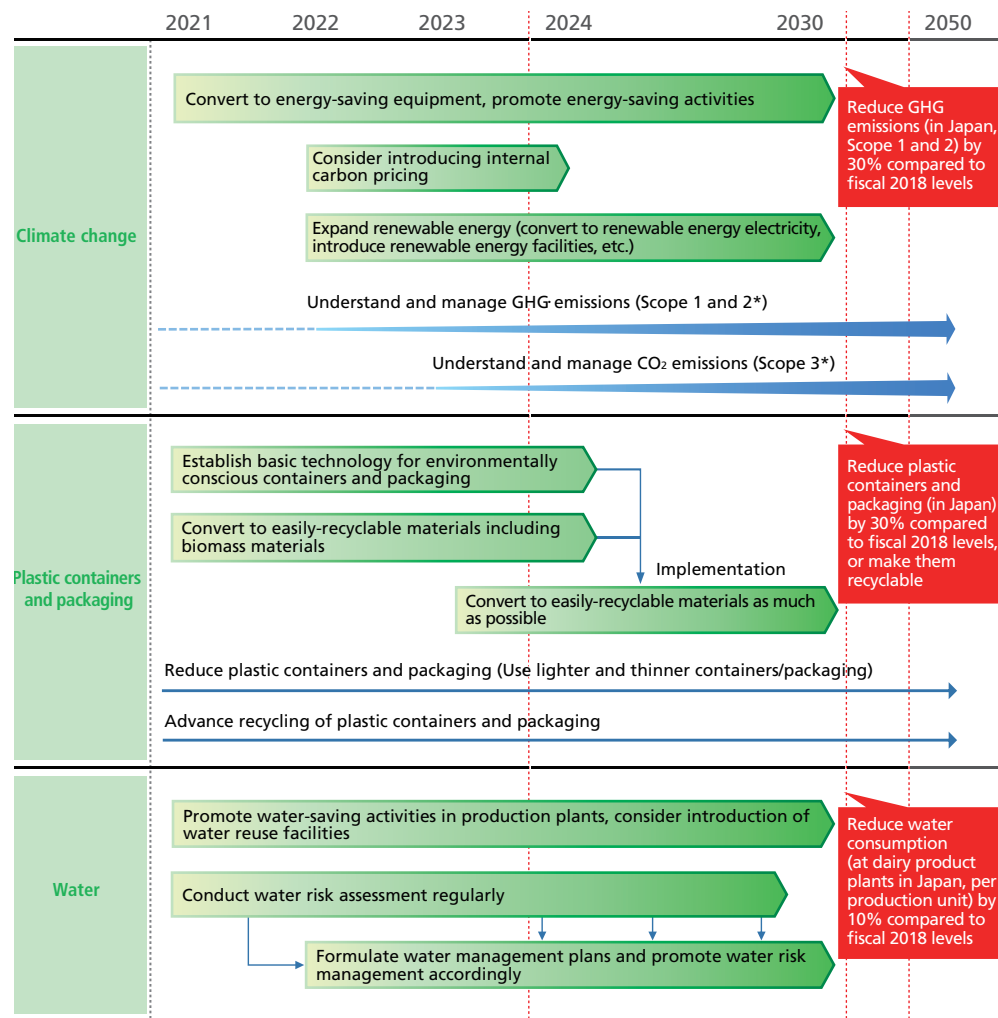 2021 2022 2023 2024 2030 2050
Climate change
Convert to energy-saving equipment, promote energy-saving activities
Consider introducing internal
carbon pricing
Expand renewable energy (convert to renewable energy electricity,
introduce renewable energy facilities, etc.)
Understand and manage GHG emissions (Scope 1 and 2*)
Understand and manage CO₂ emissions (Scope 3*)
Reduce GHG
emissions (in Japan,
Scope 1 and 2) by
30% compared to
fiscal 2018 levels
Plastic containers
and packaging
Establish basic technology for environmentally
conscious containers and packaging
Convert to easily-recyclable materials including
biomass materials
Implementation
Convert to easily-recyclable materials as much
as possible
Reduce plastic containers and packaging (Use lighter and thinner containers/packaging)
Advance recycling of plastic containers and packaging
Reduce plastic
containers and
packaging (in Japan)
by 30% compared
to fiscal 2018 levels,
or make them
recyclable
Water
Promote water-saving activities in production plants, consider introduction of
water reuse facilities
Conduct water risk assessment regularly
Formulate water management plans and promote water risk
management accordingly
Reduce water
consumption
(at dairy product
plants in Japan, per
production unit) by
10% compared to
fiscal 2018 levels